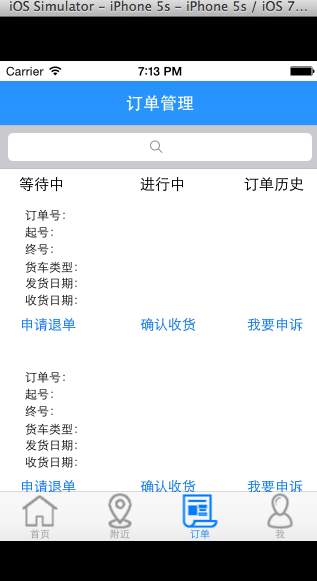 iOS Simulator - iPhone 5s - iPhone 5s / iOS 7...
Carrier 7:13 PM
订单管理
等待中 进行中 订单历史
订单号:
起号:
终号:
货车类型:
发货日期:
收货日期:
申请退单 确认收货 我要申诉
订单号:
起号:
终号:
货车类型:
发货日期:
收货日期:
申请退单 确认收货 我要申诉
首页 附近 订单 我